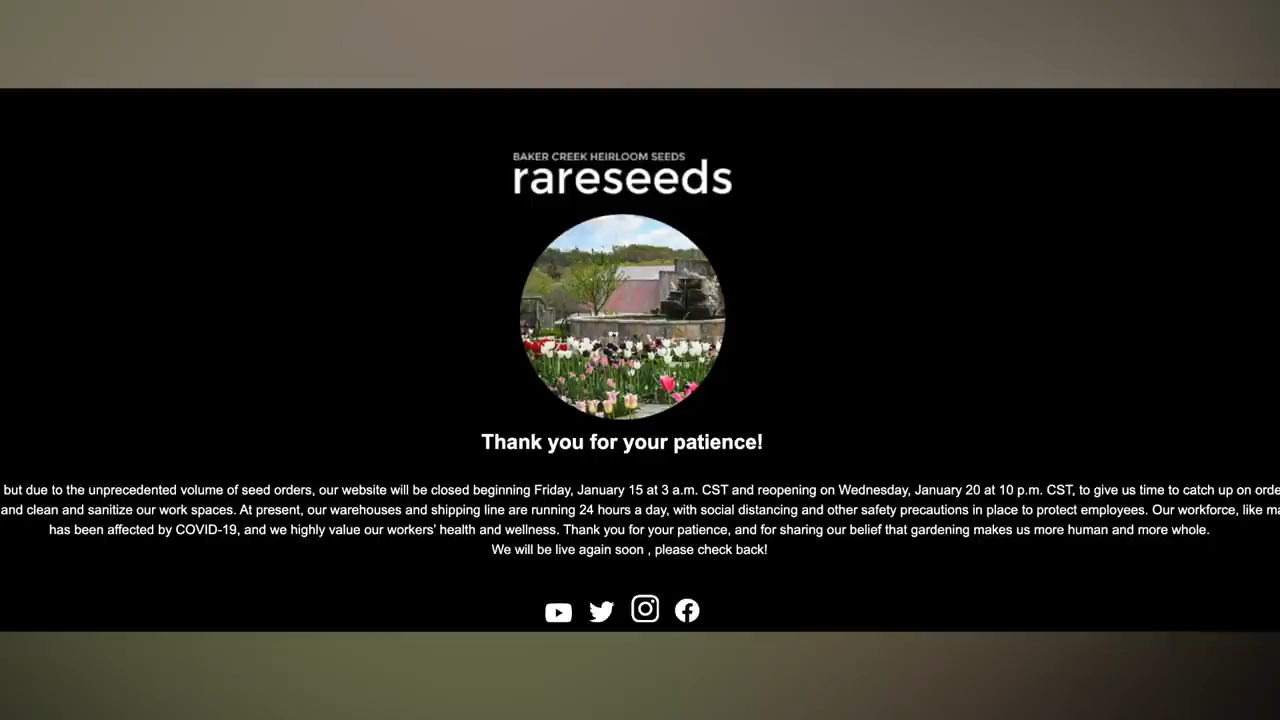 BAKER CREEK HEIRLOOM SEEDS
rareseeds
Thank you for your patience!
but due to the unprecedented volume of seed orders, our website will be closed beginning Friday, January 15 at 3 a.m. CST and reopening on Wednesday, January 20 at 10 p.m. CST, to give us time to catch up on
and clean and sanitize our work spaces. At present, our warehouses and shipping line are running 24 hours a day, with social distancing and other safety precautions in place to protect employees. Our workforce, like
has been affected by COVID-19, and we highly value our workers’ health and wellness. Thank you for your patience, and for sharing our belief that gardening makes us more human and more whole.
We will be live again soon , please check back!